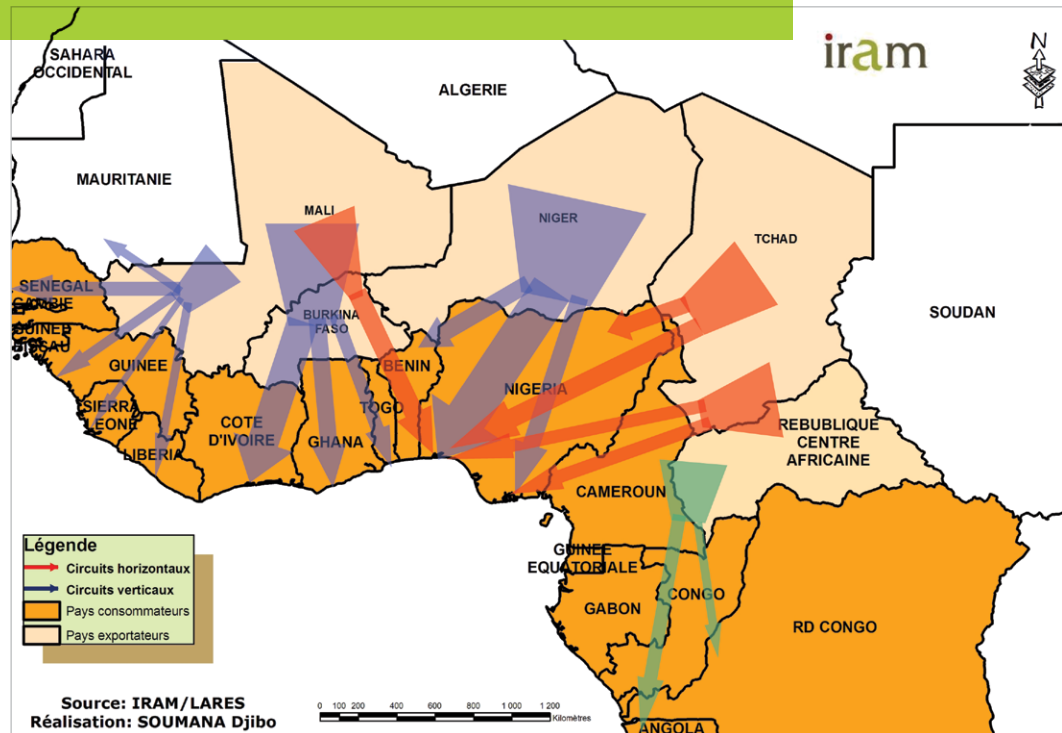 iram
N
SAHARA
OCCIDENTAL
ALGERIE
MAURITANIE
MALI
NIGER
TCHAD
SOUDAN
SENEGAL
GAMBIE
GUINEE
BISSAU
BURKINA
FASO
GUINEE
BENIN
NIGERIA
SIERRA
LEONE
COTE
D'IVOIRE
TOGO
GHANA
LIBERIA
REBUBLIQUE
CENTRE
AFRICAINE
CAMEROUN
GUINEE
EQUATORIALE
GABON
CONGO
RD CONGO
ANGOLA
Légende
Circuits horizontaux
Circuits verticaux
Pays consommateurs
Pays exportateurs
Source: IRAM/LARES
Réalisation: SOUMANA Djibo
0 100 200 400 600 800 1 000 1 200
Kilomètres